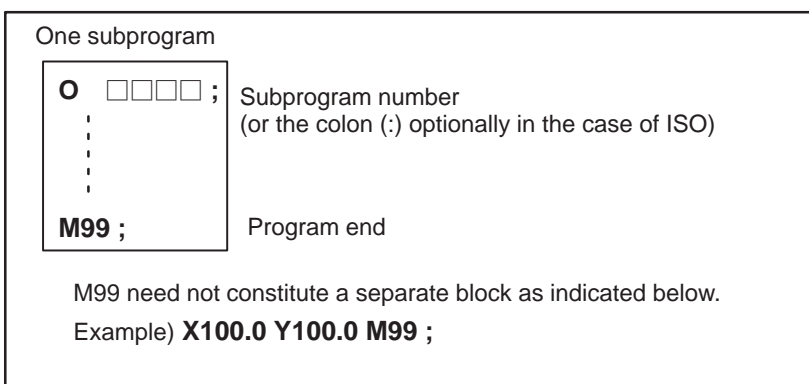 One subprogram
O □□□□ ;
Subprogram number
(or the colon (:) optionally in the case of ISO)
M99 ;
Program end
M99 need not constitute a separate block as indicated below.
Example) X100.0 Y100.0 M99 ;